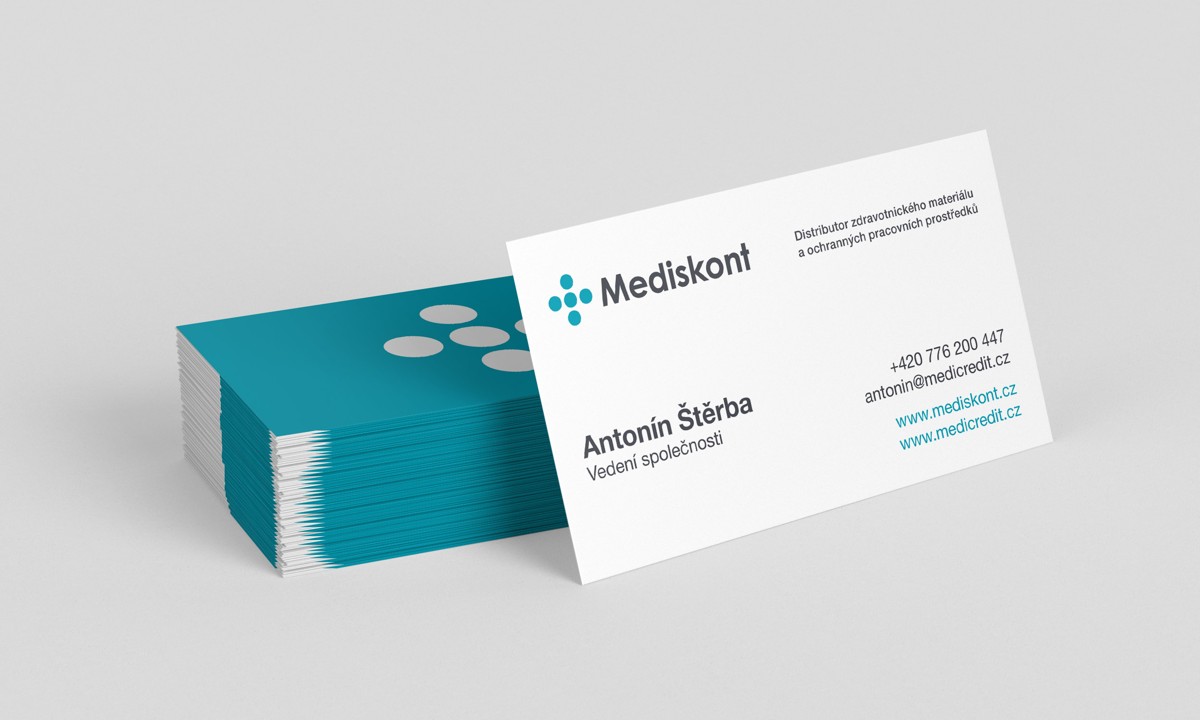 Mediskont
Distributor zdravotnického materiálu
a ochranných pracovních prostředků
+420 776 200 447
antonin@medicredit.cz
www.mediskont.cz
www.medicredit.cz
Antonín Štěrba
Vedení společnosti